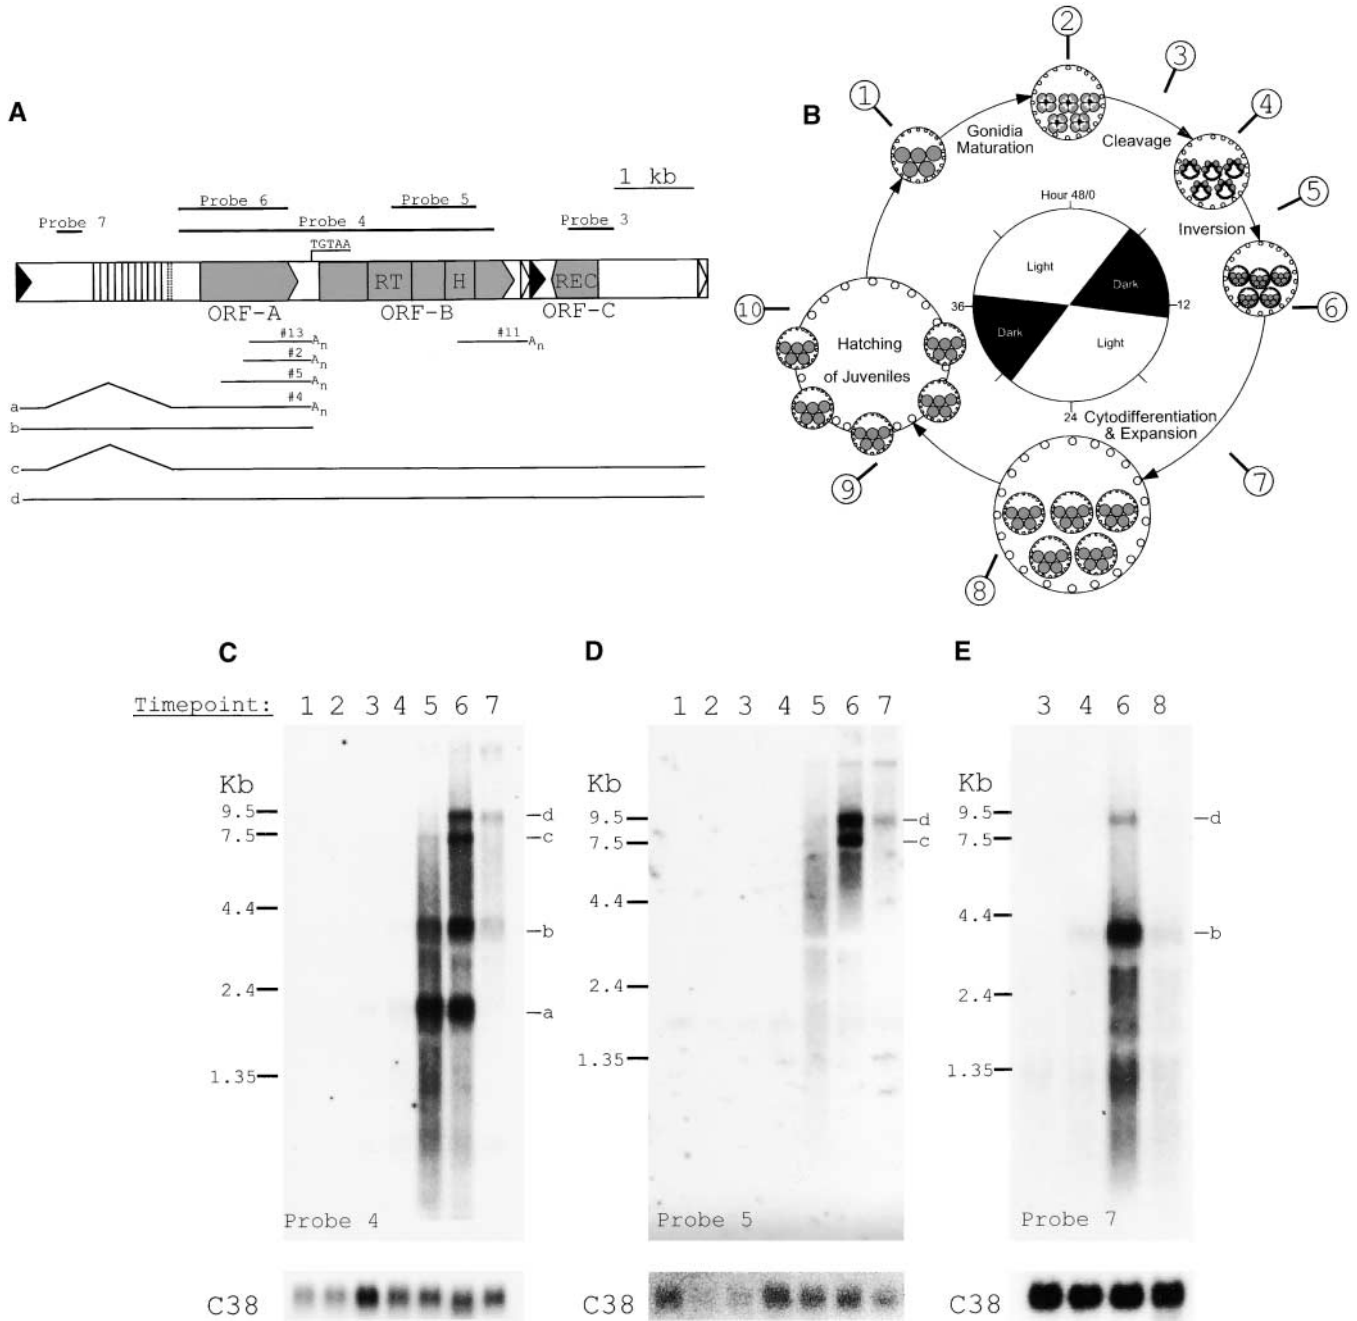 A
1 kb
Probe 6
Probe 5
Probe 7
Probe 4
Probe 3
TGTAA
RT
H
REC
ORF-A
ORF-B
ORF-C
#13 An
#11 An
#2 An
#5 An
#4 An
a
b
c
d
B
1
2
3
4
5
6
7
8
9
10
Gonidia
Maturation
Cleavage
Inversion
Cytodifferentiation
& Expansion
Hatching
of Juveniles
Hour 48/0
Light
Dark
36
12
Dark
Light
24
C
D
E
Timepoint: 1 2 3 4 5 6 7
1 2 3 4 5 6 7
3 4 6 8
Kb
9.5
7.5
4.4
2.4
1.35
d
c
b
a
Probe 4
C38
Kb
9.5
7.5
4.4
2.4
1.35
d
c
Probe 5
C38
Kb
9.5
7.5
4.4
2.4
1.35
d
b
Probe 7
C38